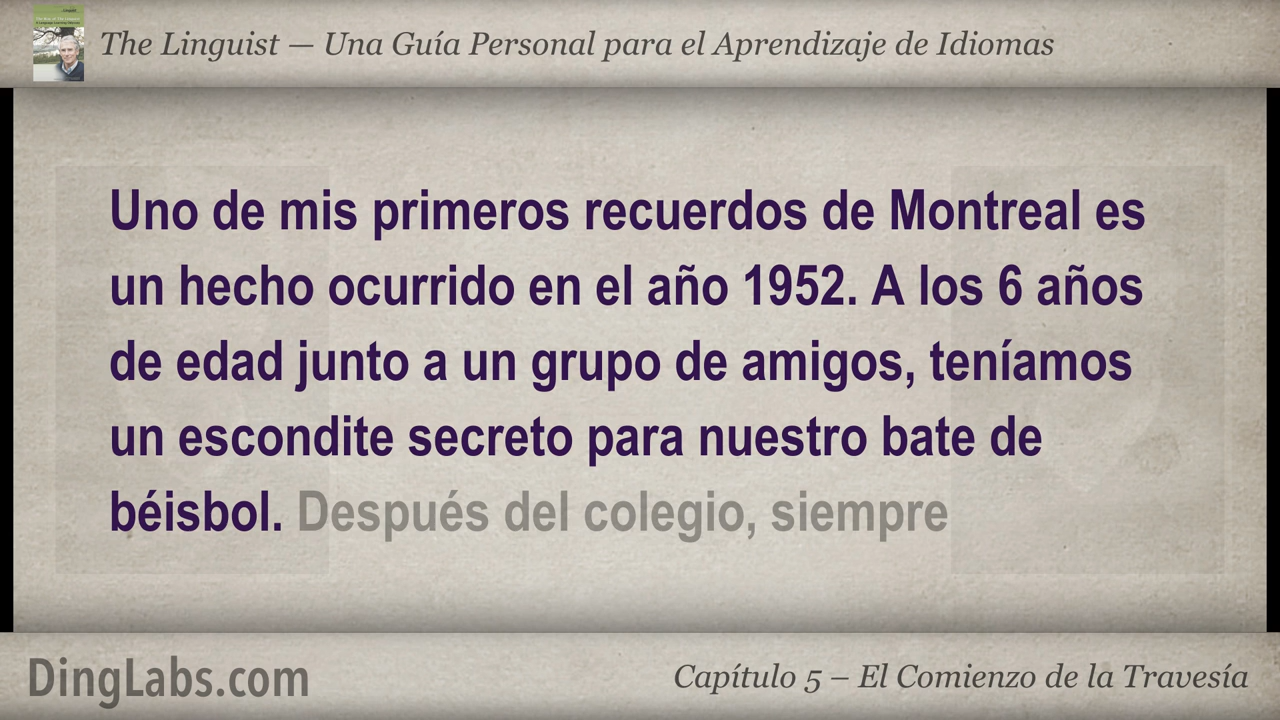 The Linguist — Una Guía Personal para el Aprendizaje de Idiomas
Uno de mis primeros recuerdos de Montreal es
un hecho ocurrido en el año 1952. A los 6 años
de edad junto a un grupo de amigos, teníamos
un escondite secreto para nuestro bate de
béisbol. Después del colegio, siempre
DingLabs.com
Capítulo 5 – El Comienzo de la Travesía